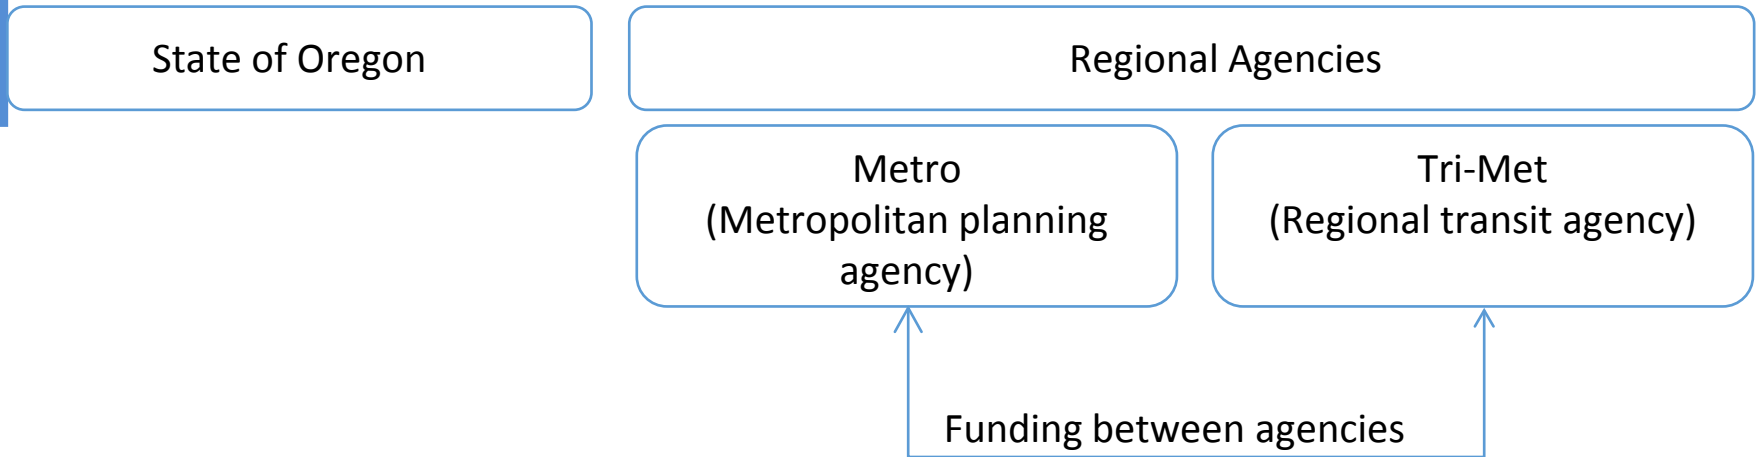 State of Oregon
Regional Agencies
Metro
(Metropolitan planning
agency)
Tri-Met
(Regional transit agency)
Funding between agencies